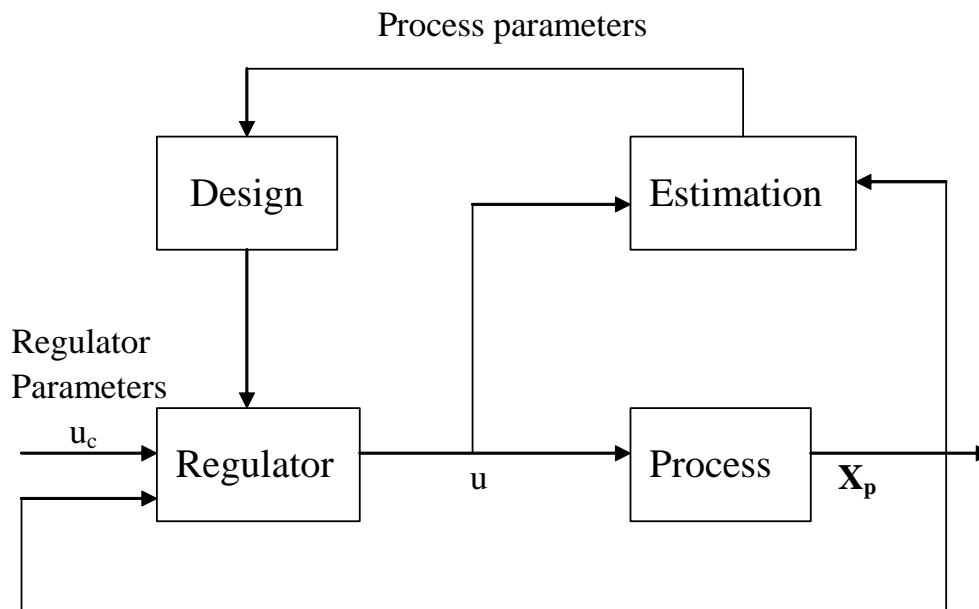 Process parameters
Design
Estimation
Regulator
Parameters
u_c
Regulator
u
Process
X_p